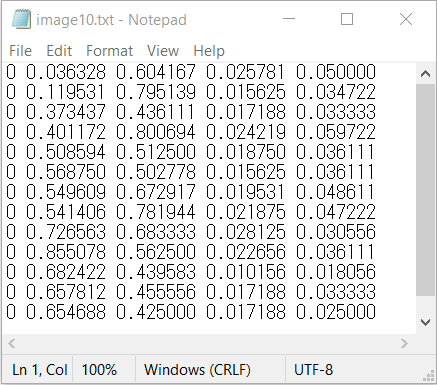 image10.txt - Notepad
File Edit Format View Help
0 0.036328 0.604167 0.025781 0.050000
0 0.119531 0.795139 0.015625 0.034722
0 0.373437 0.436111 0.017188 0.033333
0 0.401172 0.800694 0.024219 0.059722
0 0.508594 0.512500 0.018750 0.036111
0 0.568750 0.502778 0.015625 0.036111
0 0.549609 0.672917 0.019531 0.048611
0 0.541406 0.781944 0.021875 0.047222
0 0.726563 0.683333 0.028125 0.030556
0 0.855078 0.562500 0.022656 0.036111
0 0.682422 0.439583 0.010156 0.018056
0 0.657812 0.455556 0.017188 0.033333
0 0.654688 0.425000 0.017188 0.025000
Ln 1, Col 100% Windows (CRLF) UTF-8